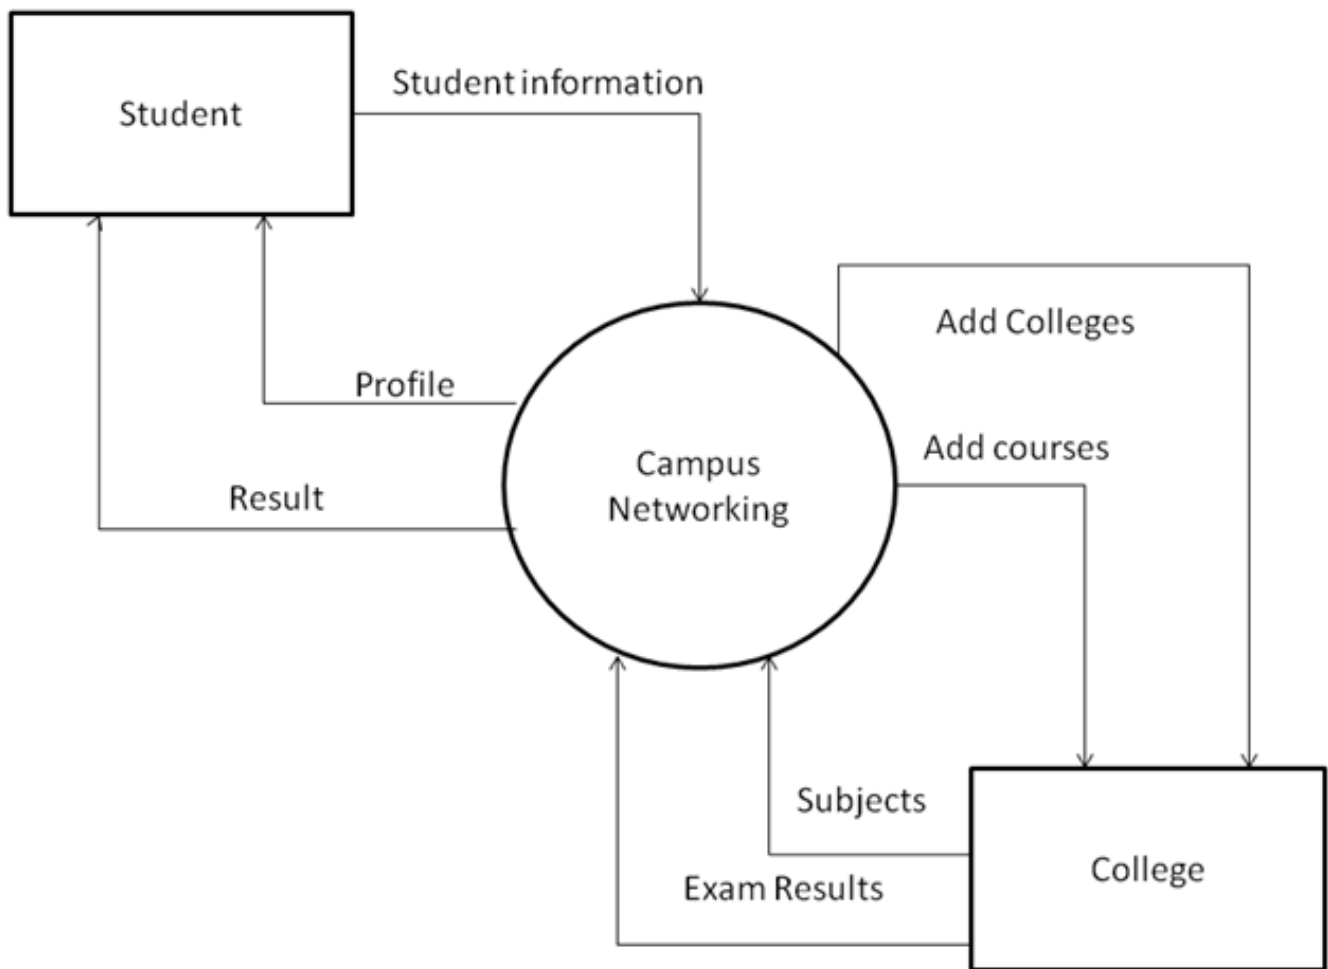 Student information
Student
Add Colleges
Profile
Add courses
Campus
Networking
Result
Subjects
College
Exam Results